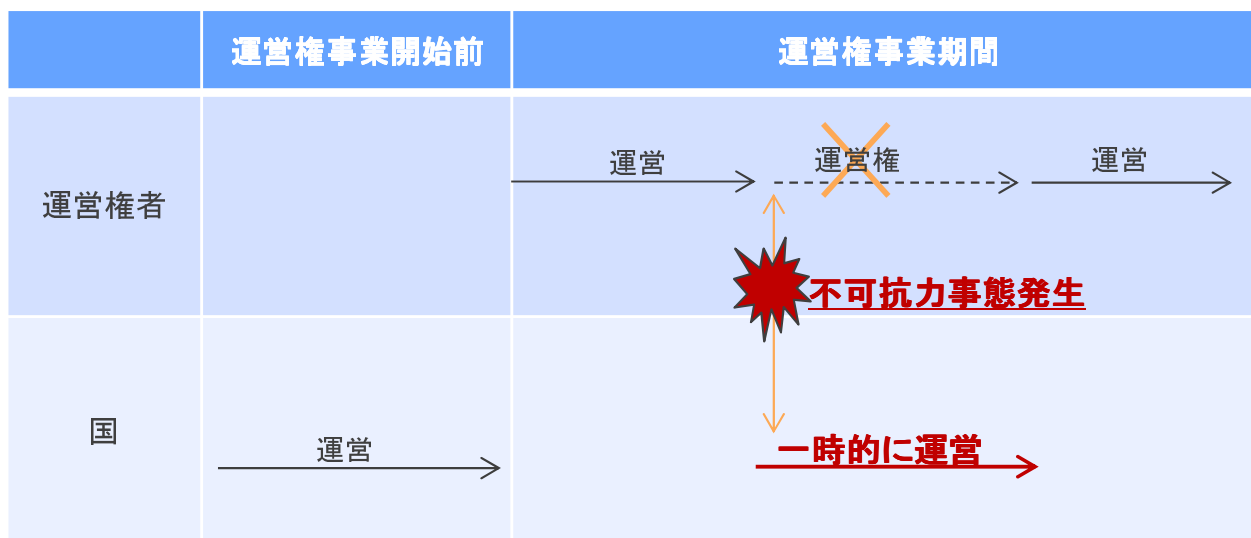 運営権事業開始前
運営権事業期間
運営権者
運営
運営権
運営
不可抗力事態発生
国
運営
一時的に運営